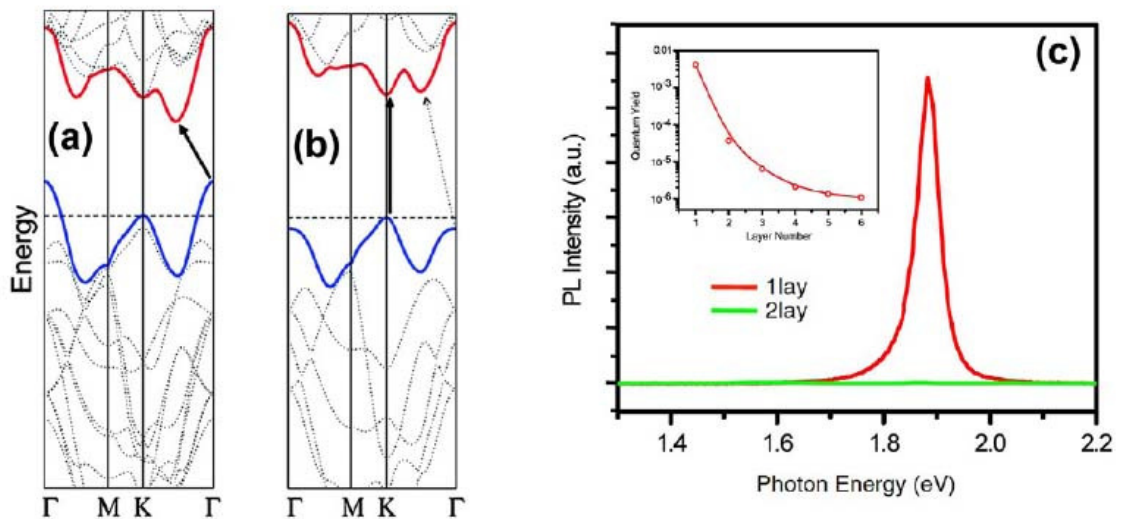 (a)
Energy
Γ M K Γ
(b)
Γ M K Γ
(c)
PL Intensity (a.u.)
Quantum Yield
0.01
10-3
10-4
10-5
10-6
1 2 3 4 5 6
Layer Number
1lay
2lay
1.4 1.6 1.8 2.0 2.2
Photon Energy (eV)